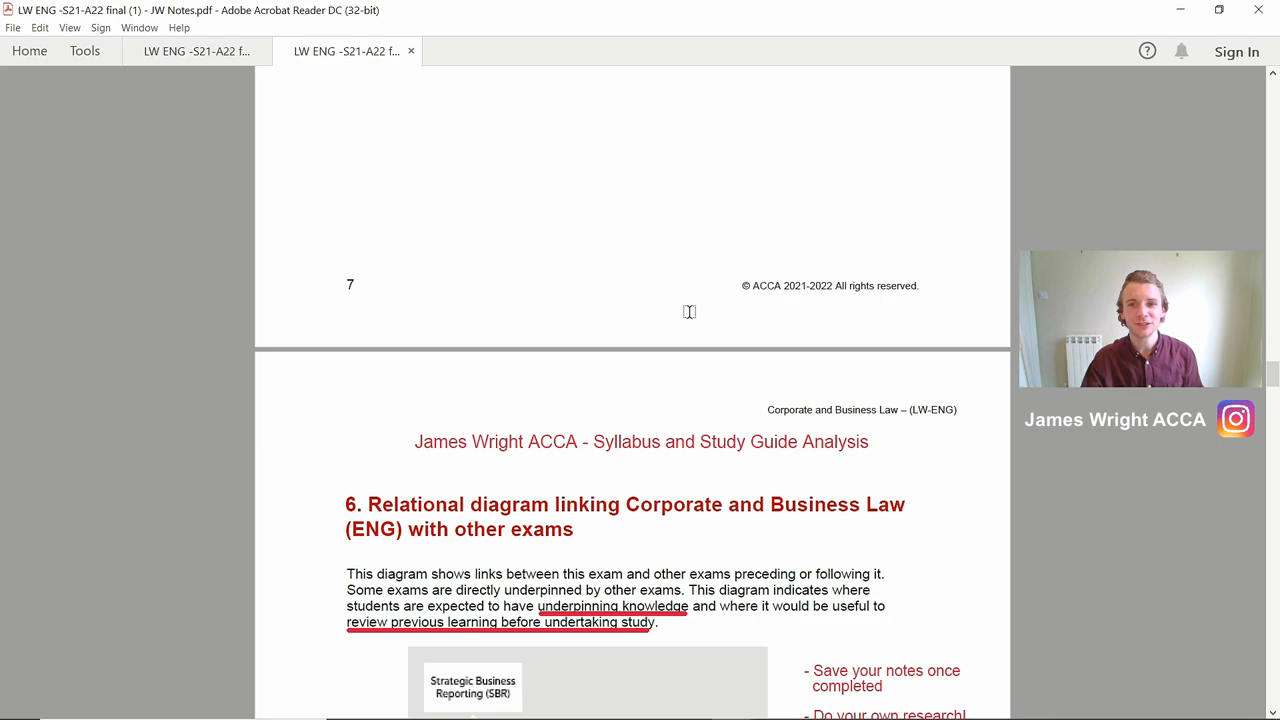 LW ENG -S21-A22 final (1) - JW Notes.pdf - Adobe Acrobat Reader DC (32-bit)
File Edit View Sign Window Help
Home Tools LW ENG -S21-A22 f... LW ENG -S21-A22 f... × Sign In
7 © ACCA 2021-2022 All rights reserved.
James Wright ACCA
Corporate and Business Law – (LW-ENG)
James Wright ACCA - Syllabus and Study Guide Analysis
6. Relational diagram linking Corporate and Business Law
(ENG) with other exams
This diagram shows links between this exam and other exams preceding or following it.
Some exams are directly underpinned by other exams. This diagram indicates where
students are expected to have underpinning knowledge and where it would be useful to
review previous learning before undertaking study.
Strategic Business
Reporting (SBR)
- Save your notes once
completed
- Do your own research!